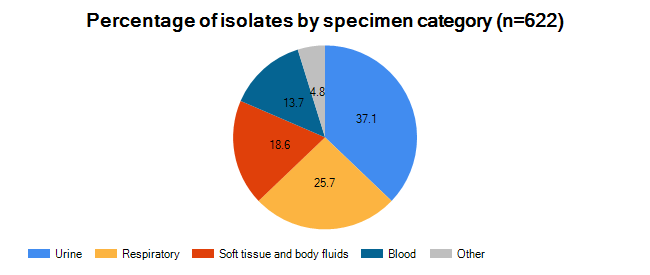 Percentage of isolates by specimen category (n=622)
4.8
13.7
37.1
18.6
25.7
Urine Respiratory Soft tissue and body fluids Blood Other